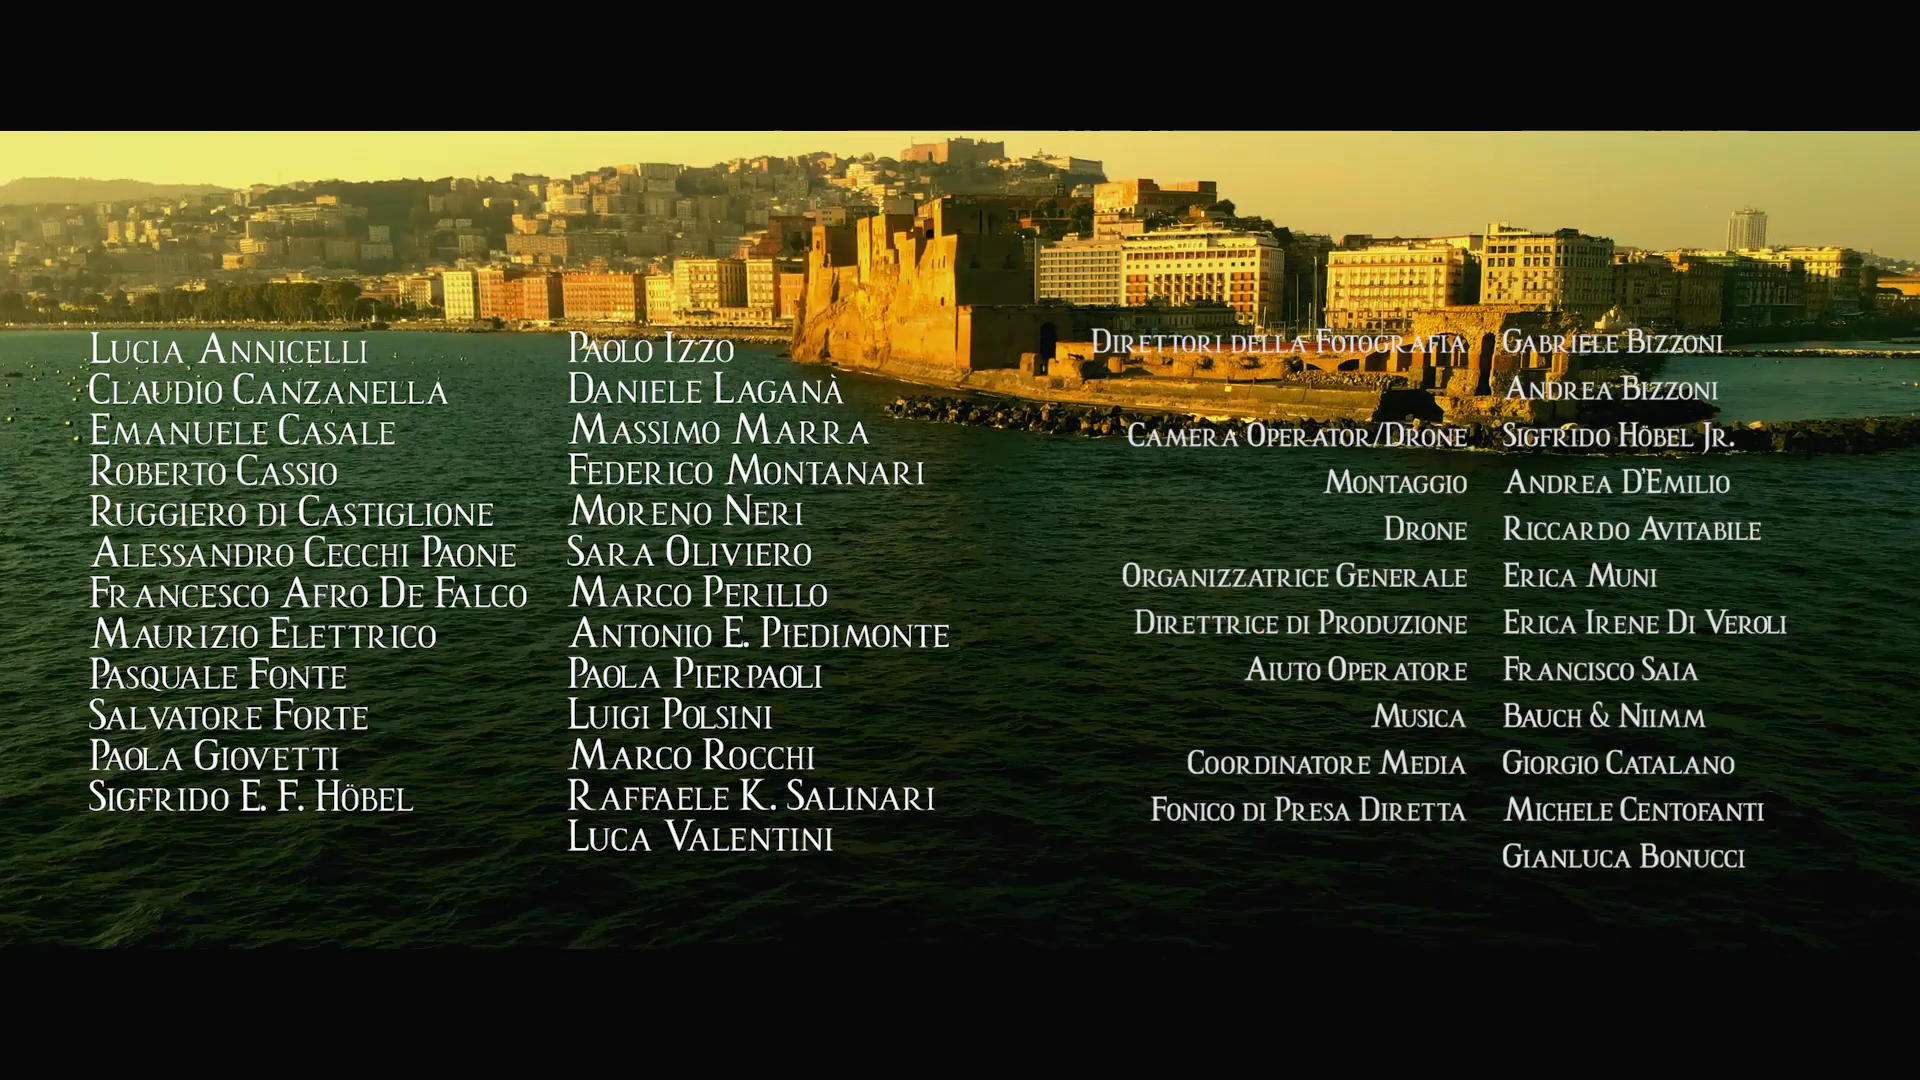 Lucia Annicelli
Claudio Canzanella
Emanuele Casale
Roberto Cassio
Ruggiero di Castiglione
Alessandro Cecchi Paone
Francesco Afro De Falco
Maurizio Elettrico
Pasquale Fonte
Salvatore Forte
Paola Giovetti
Sigfrido E. F. Höbel
Paolo Izzo
Daniele Laganà
Massimo Marra
Federico Montanari
Moreno Neri
Sara Oliviero
Marco Perillo
Antonio E. Piedimonte
Paola Pierpaoli
Luigi Polsini
Marco Rocchi
Raffaele K. Salinari
Luca Valentini
Direttori della Fotografia Gabriele Bizzoni
Andrea Bizzoni
Camera Operator/Drone Sigfrido Höbel Jr.
Montaggio Andrea D'Emilio
Drone Riccardo Avitabile
Organizzatrice Generale Erica Muni
Direttrice di Produzione Erica Irene Di Veroli
Aiuto Operatore Francisco Saia
Musica Bauch & Niimm
Coordinatore Media Giorgio Catalano
Fonico di Presa Diretta Michele Centofanti
Gianluca Bonucci